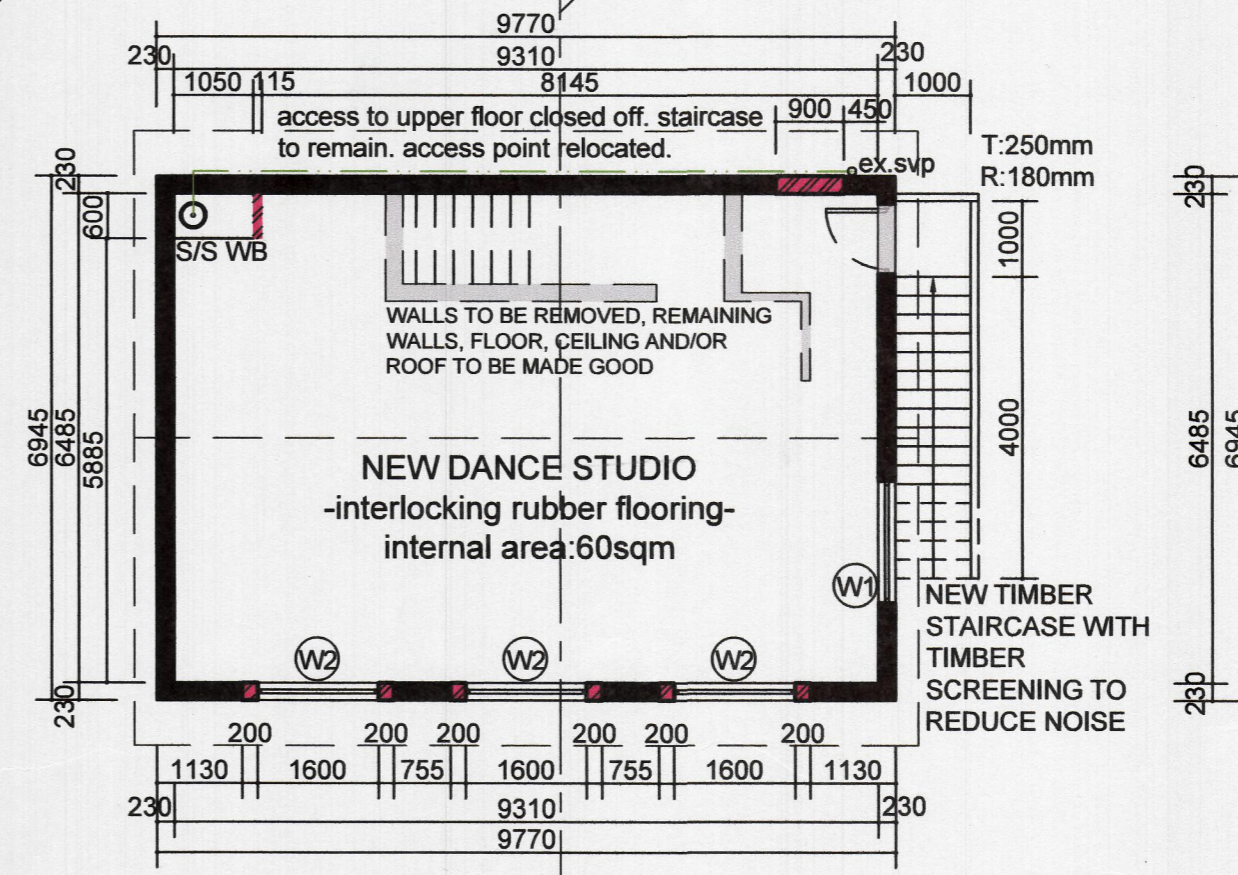 9770
230 9310 230
1050 115 8145 1000
access to upper floor closed off. staircase
to remain. access point relocated.
900 450
ex.svp
T:250mm
R:180mm
230
600
S/S WB
1000
230
WALLS TO BE REMOVED, REMAINING
WALLS, FLOOR, CEILING AND/OR
ROOF TO BE MADE GOOD
6945
6485
5885
4000
6485
6945
NEW DANCE STUDIO
-interlocking rubber flooring-
internal area:60sqm
W1
NEW TIMBER
STAIRCASE WITH
TIMBER
SCREENING TO
REDUCE NOISE
W2 W2 W2
230
230
200 200 200 200 200 200
1130 1600 755 1600 755 1600 1130
230 9310 230
9770